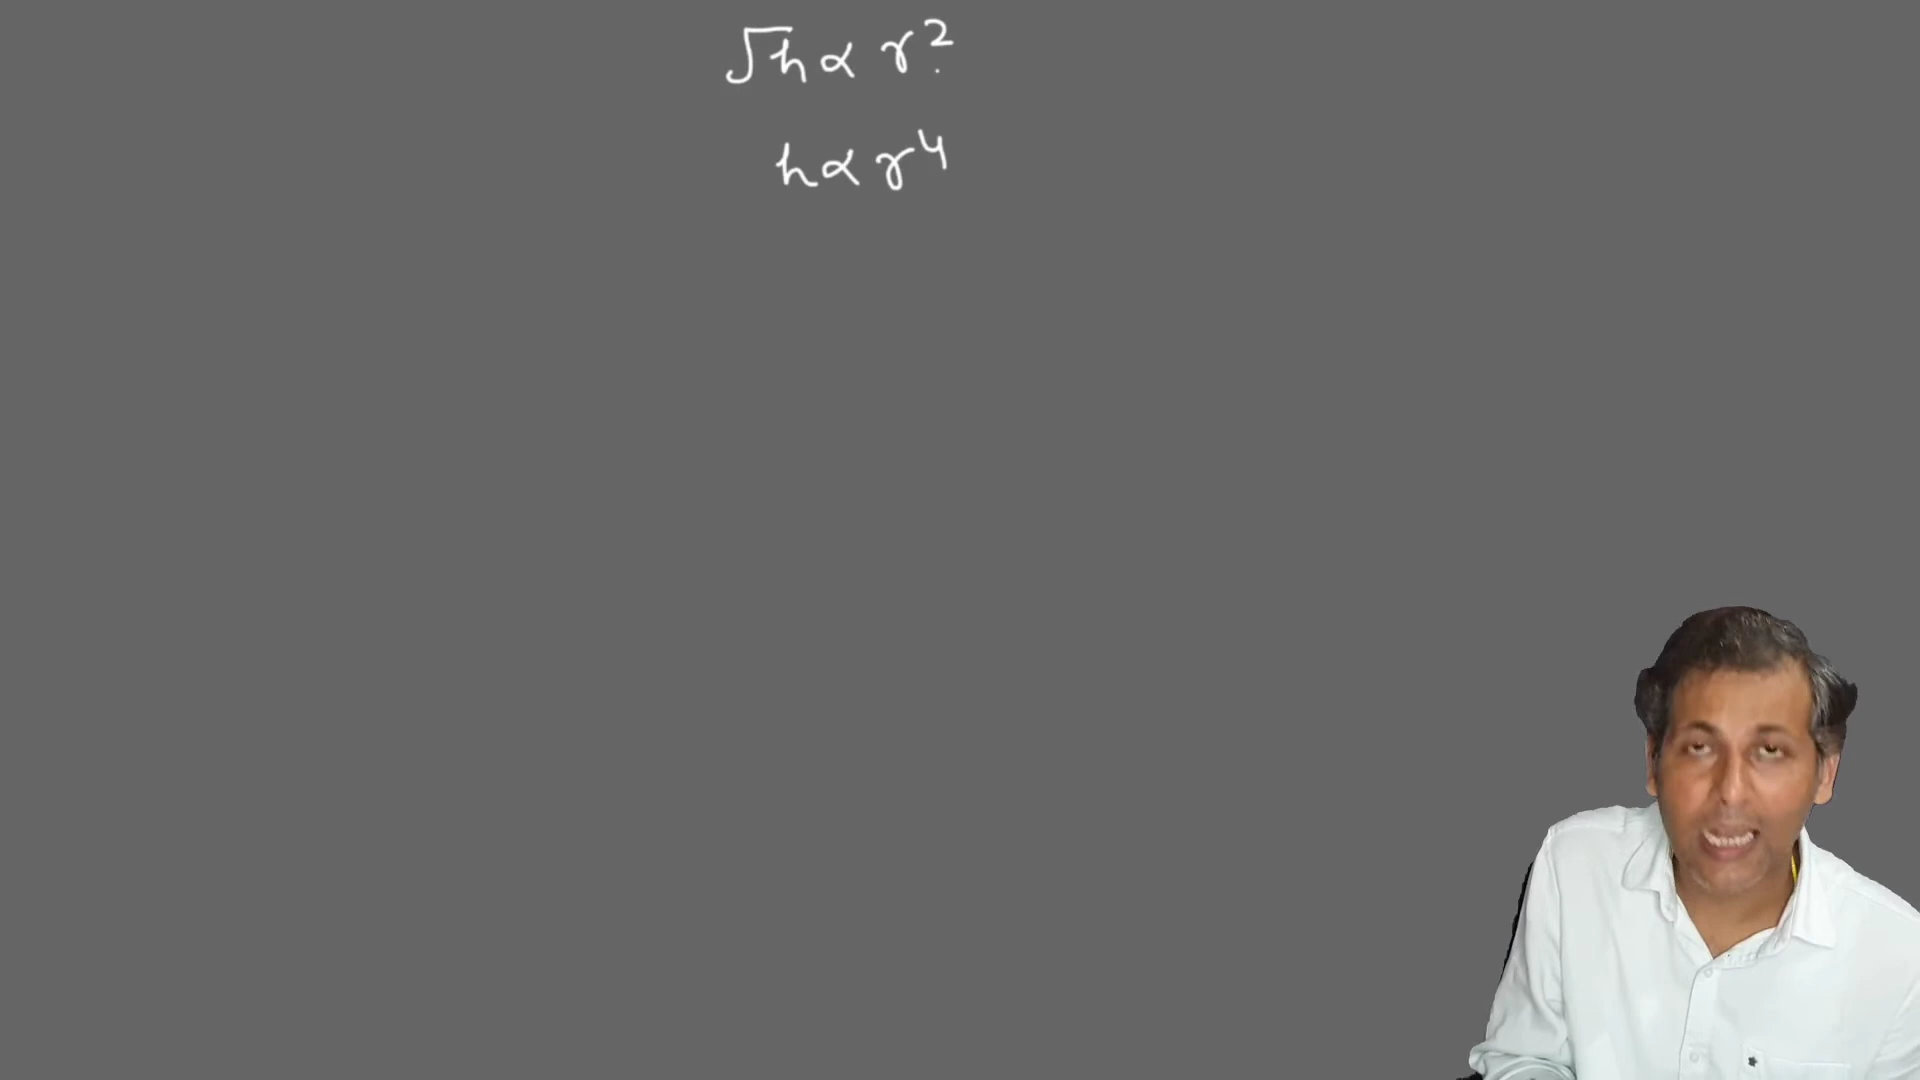 √h ∝ r²
h ∝ r⁴